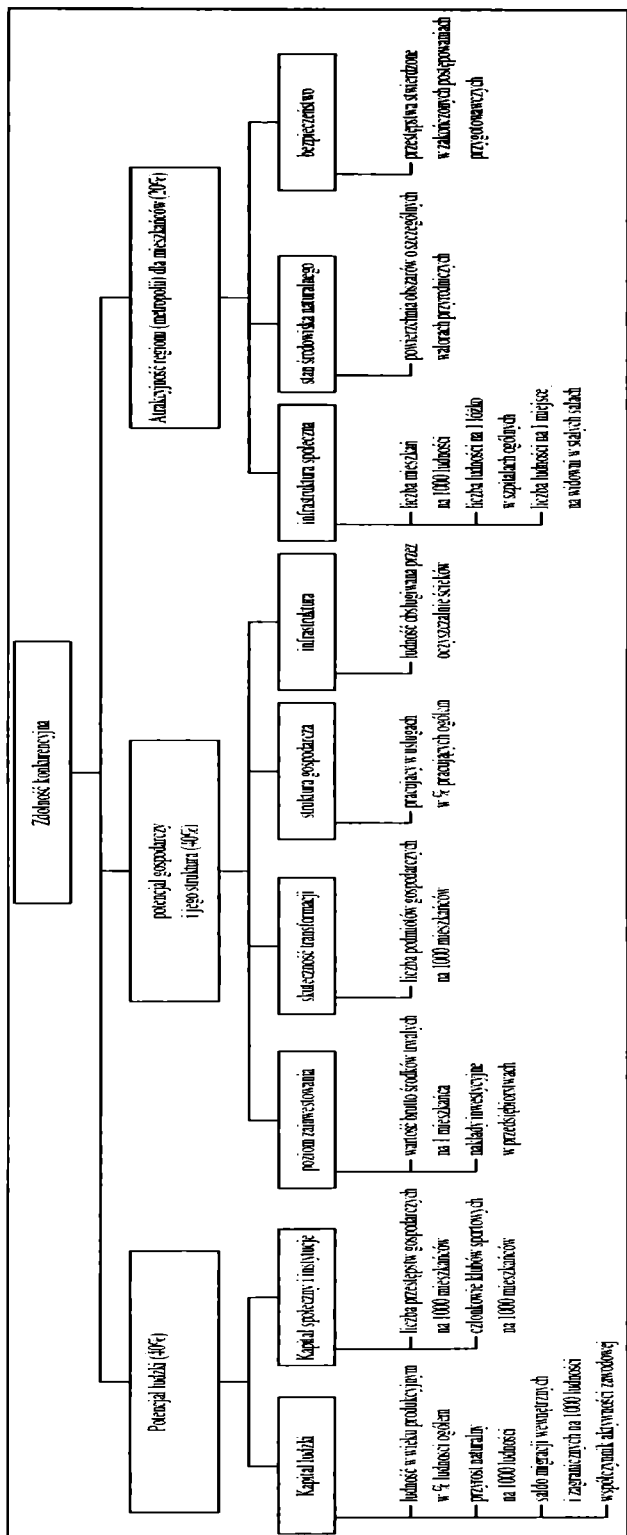 Zdolność konkurencyjna
Potencjał ludzki (40%)
potencjał gospodarczy
i jego struktura (40%)
Atrakcyjność regionu (metropolii) dla mieszkańców (20%)
Kapitał ludzki
Kapitał społeczny i instytucje
poziom zainwestowania
skuteczność transformacji
struktura gospodarcza
infrastruktura
infrastruktura społeczna
stan środowiska naturalnego
bezpieczeństwo
ludność w wieku produkcyjnym
w % ludności ogółem
przyrost naturalny
na 1000 ludności
saldo migracji wewnętrznych
i zagranicznych na 1000 ludności
współczynnik aktywności zawodowej
liczba przestępstw gospodarczych
na 1000 mieszkańców
członkowie klubów sportowych
na 1000 mieszkańców
wartość brutto środków trwałych
na 1 mieszkańca
nakłady inwestycyjne
w przedsiębiorstwach
liczba podmiotów gospodarczych
na 1000 mieszkańców
pracujący w usługach
w % pracujących ogółem
ludność obsługiwana przez
oczyszczalnie ścieków
liczba mieszkań
na 1000 ludności
liczba ludności na 1 łóżko
w szpitalach ogólnych
liczba ludności na 1 miejsce
na widowni w stałych salach
powierzchnia obszarów o szczególnych
walorach przyrodniczych
przestępstwa stwierdzone
w zakończonych postępowaniach
przygotowawczych